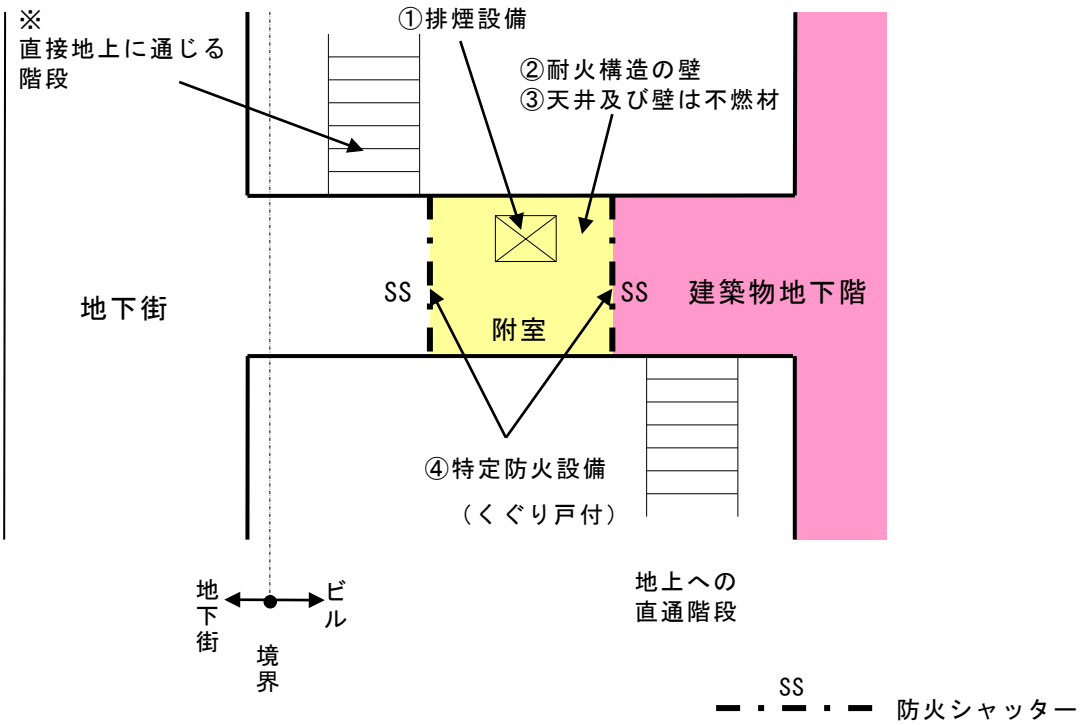 ※
直接地上に通じる
階段
①排煙設備
②耐火構造の壁
③天井及び壁は不燃材
地下街
SS
SS
建築物地下階
附室
④特定防火設備
（くぐり戸付）
地上への
直通階段
地下街
ビル
境界
SS
防火シャッター